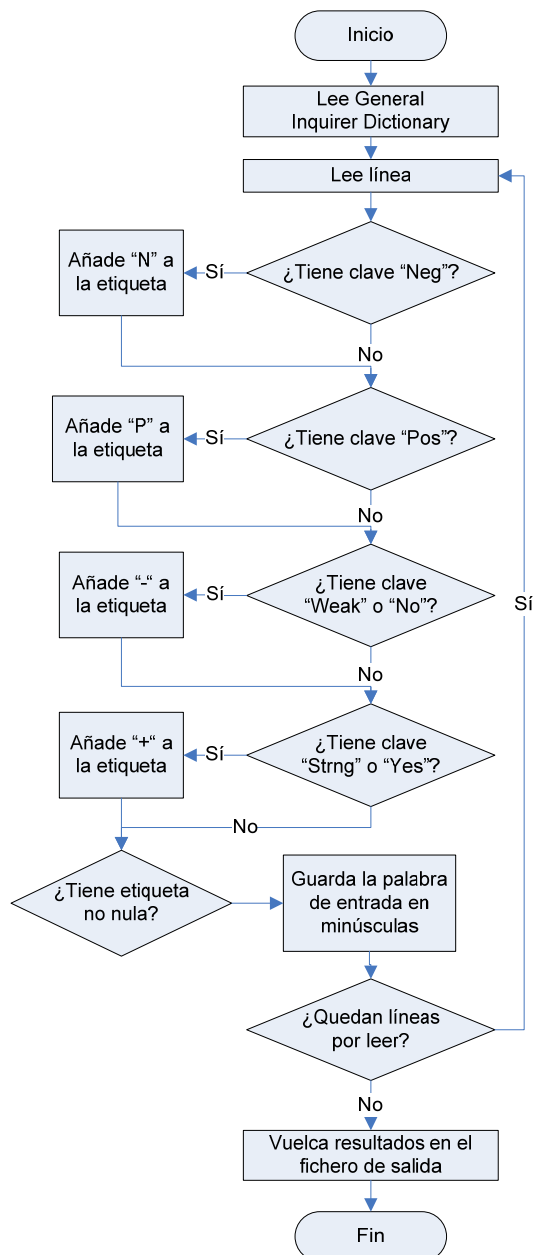 Inicio
Lee General
Inquirer Dictionary
Lee línea
¿Tiene clave “Neg”?
Sí
Añade “N” a
la etiqueta
No
¿Tiene clave “Pos”?
Sí
Añade “P” a
la etiqueta
No
¿Tiene clave
“Weak” o “No”?
Sí
Añade “-“ a
la etiqueta
No
¿Tiene clave
“Strng” o “Yes”?
Sí
Añade “+“ a
la etiqueta
No
¿Tiene etiqueta
no nula?
Guarda la palabra
de entrada en
minúsculas
¿Quedan líneas
por leer?
Sí
No
Vuelca resultados en el
fichero de salida
Fin